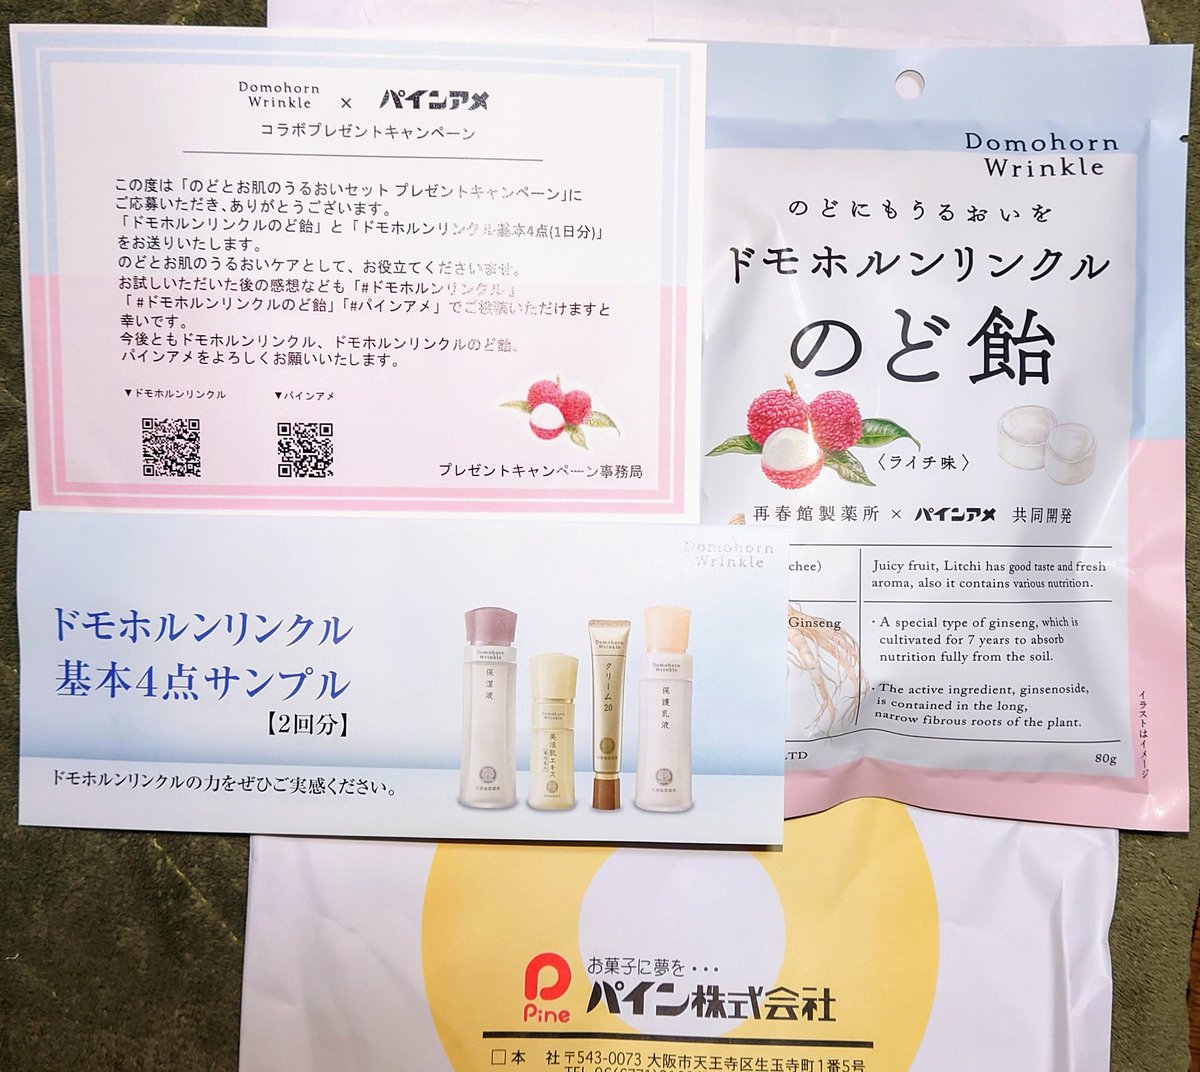 Domohorn
Wrinkle × パインアメ
コラボプレゼントキャンペーン
この度は「のどとお肌のうるおいセット プレゼントキャンペーン」に
ご応募いただき、ありがとうございます。
「ドモホルンリンクルのど飴」と「ドモホルンリンクル基本4点(1日分)」
をお送りいたします。
のどとお肌のうるおいケアとして、お役立てくださいませ。
お試しいただいた後の感想なども「#ドモホルンリンクル」
「 #ドモホルンリンクルのど飴」「#パインアメ」でご投稿いただけますと
幸いです。
今後ともドモホルンリンクル、ドモホルンリンクルのど飴、
パインアメをよろしくお願いいたします。
▼ドモホルンリンクル ▼パインアメ
プレゼントキャンペーン事務局
Domohorn
Wrinkle
のどにもうるおいを
ドモホルンリンクル
のど飴
〈ライチ味〉
再春館製薬所 × パインアメ 共同開発
chee)
Juicy fruit, Litchi has good taste and fresh
aroma, also it contains various nutrition.
Ginseng
・A special type of ginseng, which is
cultivated for 7 years to absorb
nutrition fully from the soil.
・The active ingredient, ginsenoside,
is contained in the long,
narrow fibrous roots of the plant.
LTD
80g
イラストはイメージ
Domohorn
Wrinkle
ドモホルンリンクル
基本4点サンプル
【2回分】
ドモホルンリンクルの力をぜひご実感ください。
Domohorn
Wrinkle
保湿液
Domohorn
Wrinkle
美活肌エキス
Domohorn
Wrinkle
クリーム20
Domohorn
Wrinkle
保護乳液
Pine
お菓子に夢を・・・
パイン株式会社
□本 社 〒543-0073 大阪市天王寺区生玉寺町1番5号